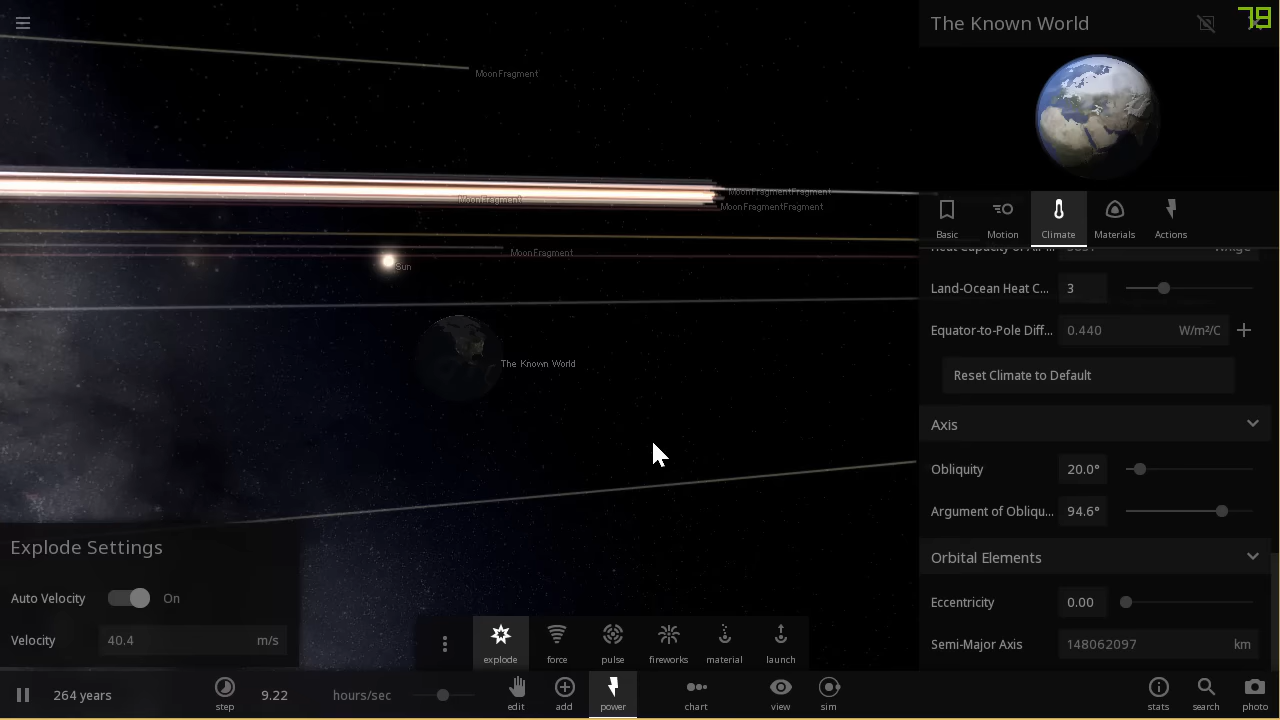 The Known World
79
MoonFragment
MoonFragmentFragment
MoonFragment
MoonFragmentFragment
MoonFragment
Sun
The Known World
Basic
Motion
Climate
Materials
Actions
Land-Ocean Heat C...
3
Equator-to-Pole Diff...
0.440
W/m²/C
Reset Climate to Default
Axis
Obliquity
20.0°
Argument of Obliqu...
94.6°
Orbital Elements
Eccentricity
0.00
Semi-Major Axis
148062097
km
Explode Settings
Auto Velocity
On
Velocity
40.4
m/s
explode
force
pulse
fireworks
material
launch
264 years
step
9.22
hours/sec
edit
add
power
chart
view
sim
stats
search
photo